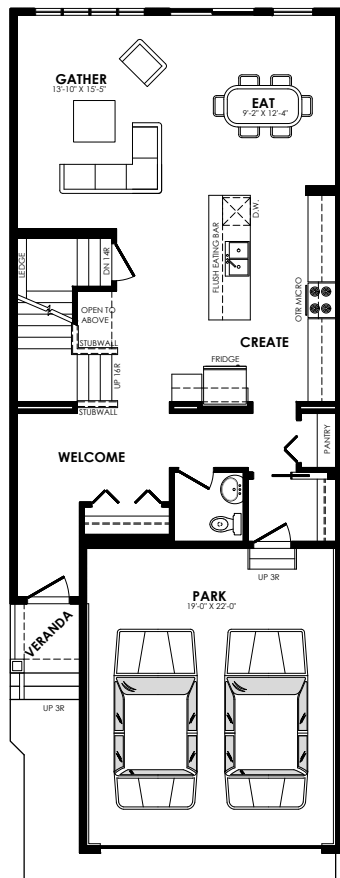 GATHER
13'-10" X 15'-5"
EAT
9'-2" X 12'-4"
D.W.
FLUSH EATING BAR
LEDGE
DN 14R
OPEN TO
ABOVE
STUBWALL
UP 16R
STUBWALL
OTR MICRO
CREATE
FRIDGE
PANTRY
WELCOME
UP 3R
PARK
19'-0" X 22'-0"
VERANDA
UP 3R